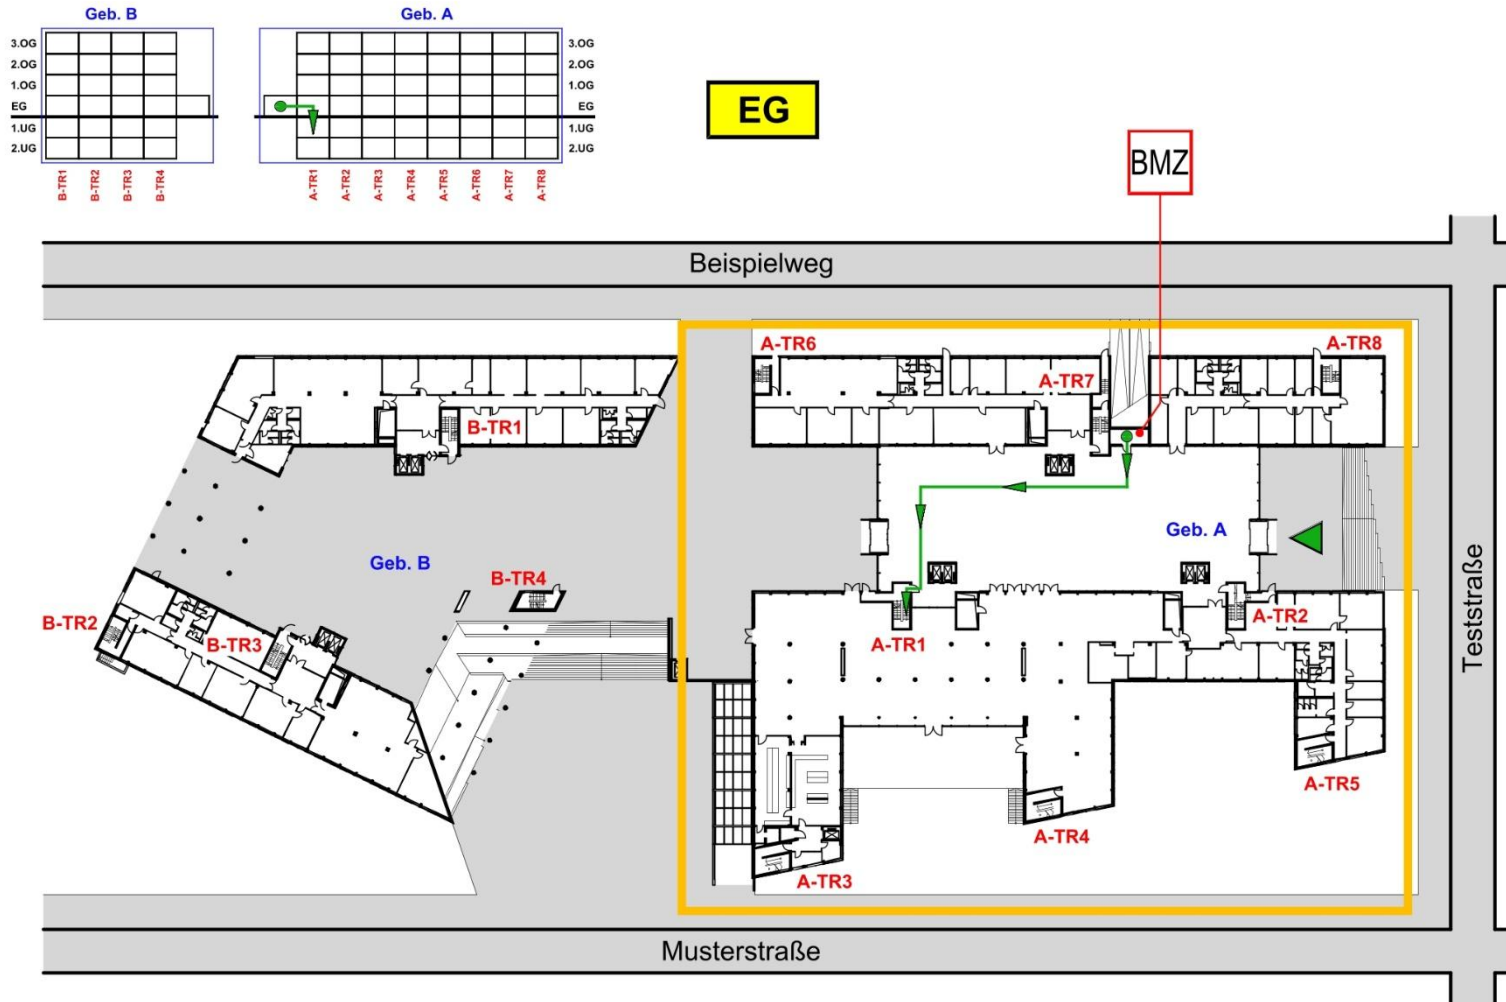 Geb. B
Geb. A
3.OG
3.OG
2.OG
2.OG
1.OG
1.OG
EG
EG
1.UG
1.UG
2.UG
2.UG
B-TR1
B-TR2
B-TR3
B-TR4
A-TR1
A-TR2
A-TR3
A-TR4
A-TR5
A-TR6
A-TR7
A-TR8
EG
BMZ
Beispielweg
A-TR6
A-TR8
A-TR7
B-TR1
Geb. A
Geb. B
B-TR4
B-TR2
B-TR3
A-TR1
A-TR2
Teststraße
A-TR5
A-TR4
A-TR3
Musterstraße